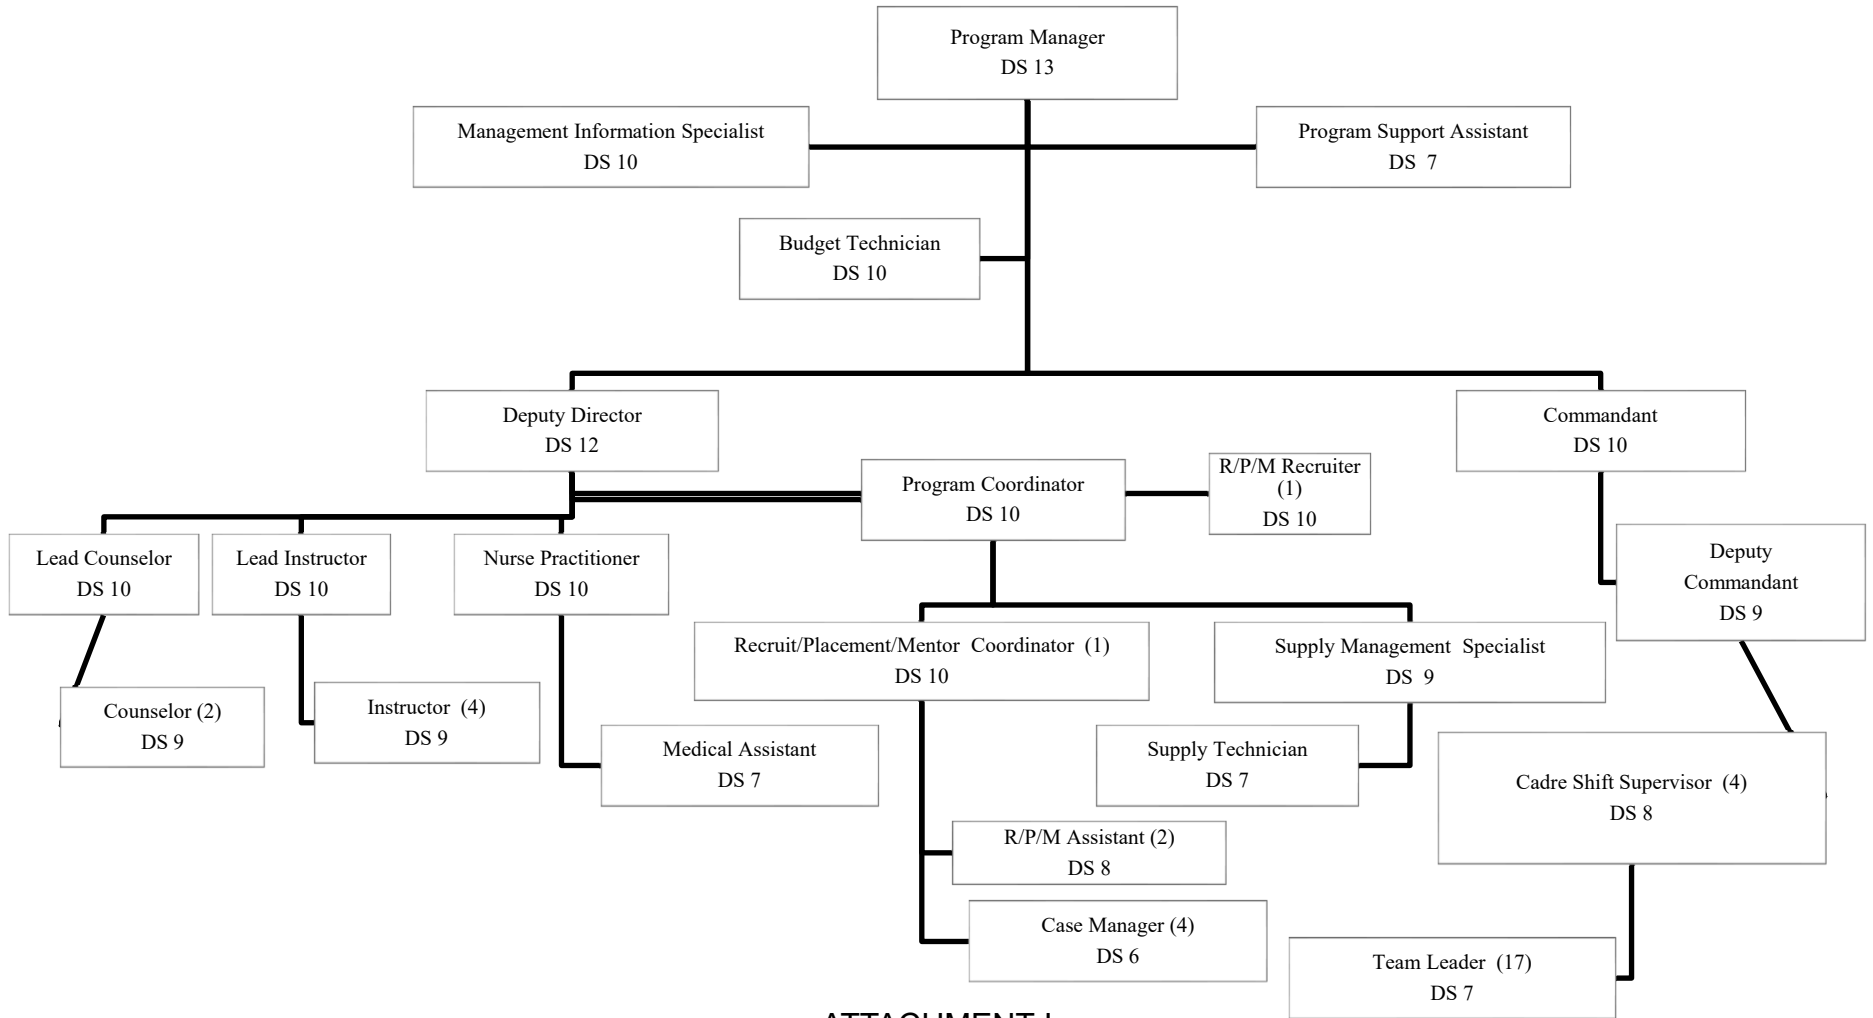 Program Manager
DS 13
Management Information Specialist
DS 10
Program Support Assistant
DS 7
Budget Technician
DS 10
Deputy Director
DS 12
Commandant
DS 10
Program Coordinator
DS 10
R/P/M Recruiter
(1)
DS 10
Lead Counselor
DS 10
Lead Instructor
DS 10
Nurse Practitioner
DS 10
Deputy
Commandant
DS 9
Recruit/Placement/Mentor Coordinator (1)
DS 10
Supply Management Specialist
DS 9
Counselor (2)
DS 9
Instructor (4)
DS 9
Medical Assistant
DS 7
Supply Technician
DS 7
Cadre Shift Supervisor (4)
DS 8
R/P/M Assistant (2)
DS 8
Case Manager (4)
DS 6
Team Leader (17)
DS 7
ATTACHMENT